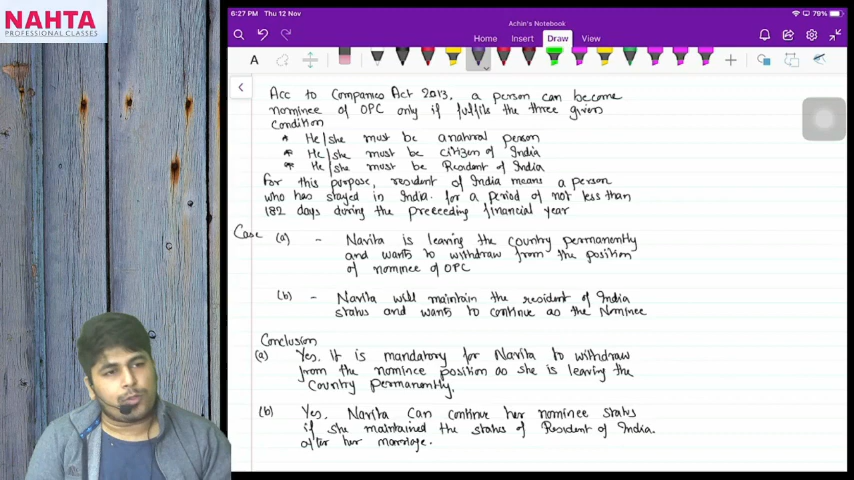 NAHTA
PROFESSIONAL CLASSES
6:27 PM Thu 12 Nov
79%
Achin's Notebook
Home Insert Draw View
A
Acc to Companies Act 2013, a person can become
nominee of OPC only if fulfils the three given
Condition
* He/she must be a natural person
* He/she must be citizen of India
* He/she must be Resident of India
For this purpose, resident of India means a person
who has stayed in India for a period of not less than
182 days during the preceeding financial year
Case (a) - Navita is leaving the country permanently
and wants to withdraw from the position
of nominee of OPC
(b) - Navita will maintain the resident of India
status and wants to continue as the Nominee
Conclusion
(a) Yes, It is mandatory for Navita to withdraw
from the nominee position as she is leaving the
Country permanently.
(b) Yes, Navita Can continue her nominee status
if she maintained the status of Resident of India.
after her marriage.